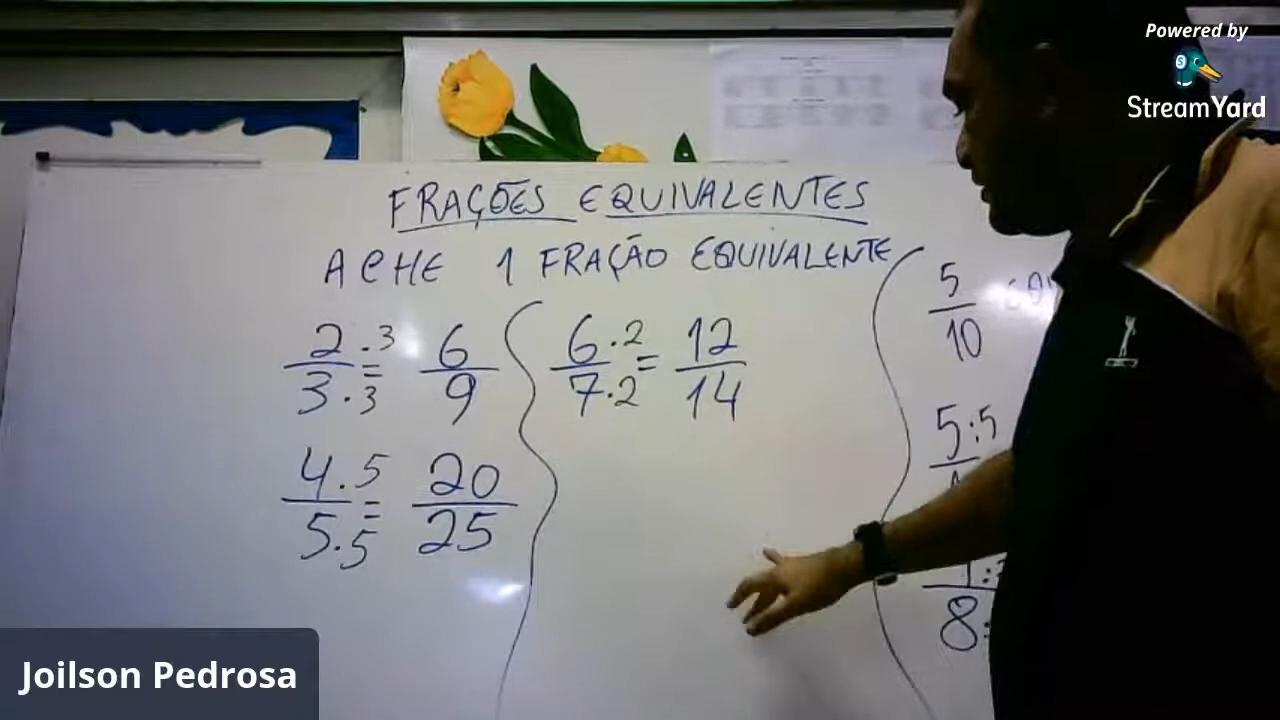 Powered by
StreamYard
FRAÇÕES EQUIVALENTES
ACHE 1 FRAÇÃO EQUIVALENTE
2.3 = 6
3.3 9
4.5 = 20
5.5 25
6.2 = 12
7.2 14
5
10
5:5
8:
Joilson Pedrosa